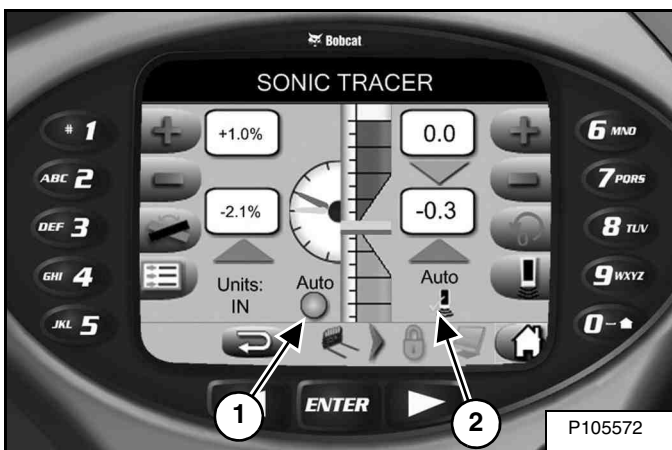 Bobcat
SONIC TRACER
# 1
ABC 2
DEF 3
GHI 4
JKL 5
+1.0%
-2.1%
Units:
IN
Auto
0.0
-0.3
Auto
6 MNO
7 PQRS
8 TUV
9 WXYZ
0-
ENTER
1
2
P105572